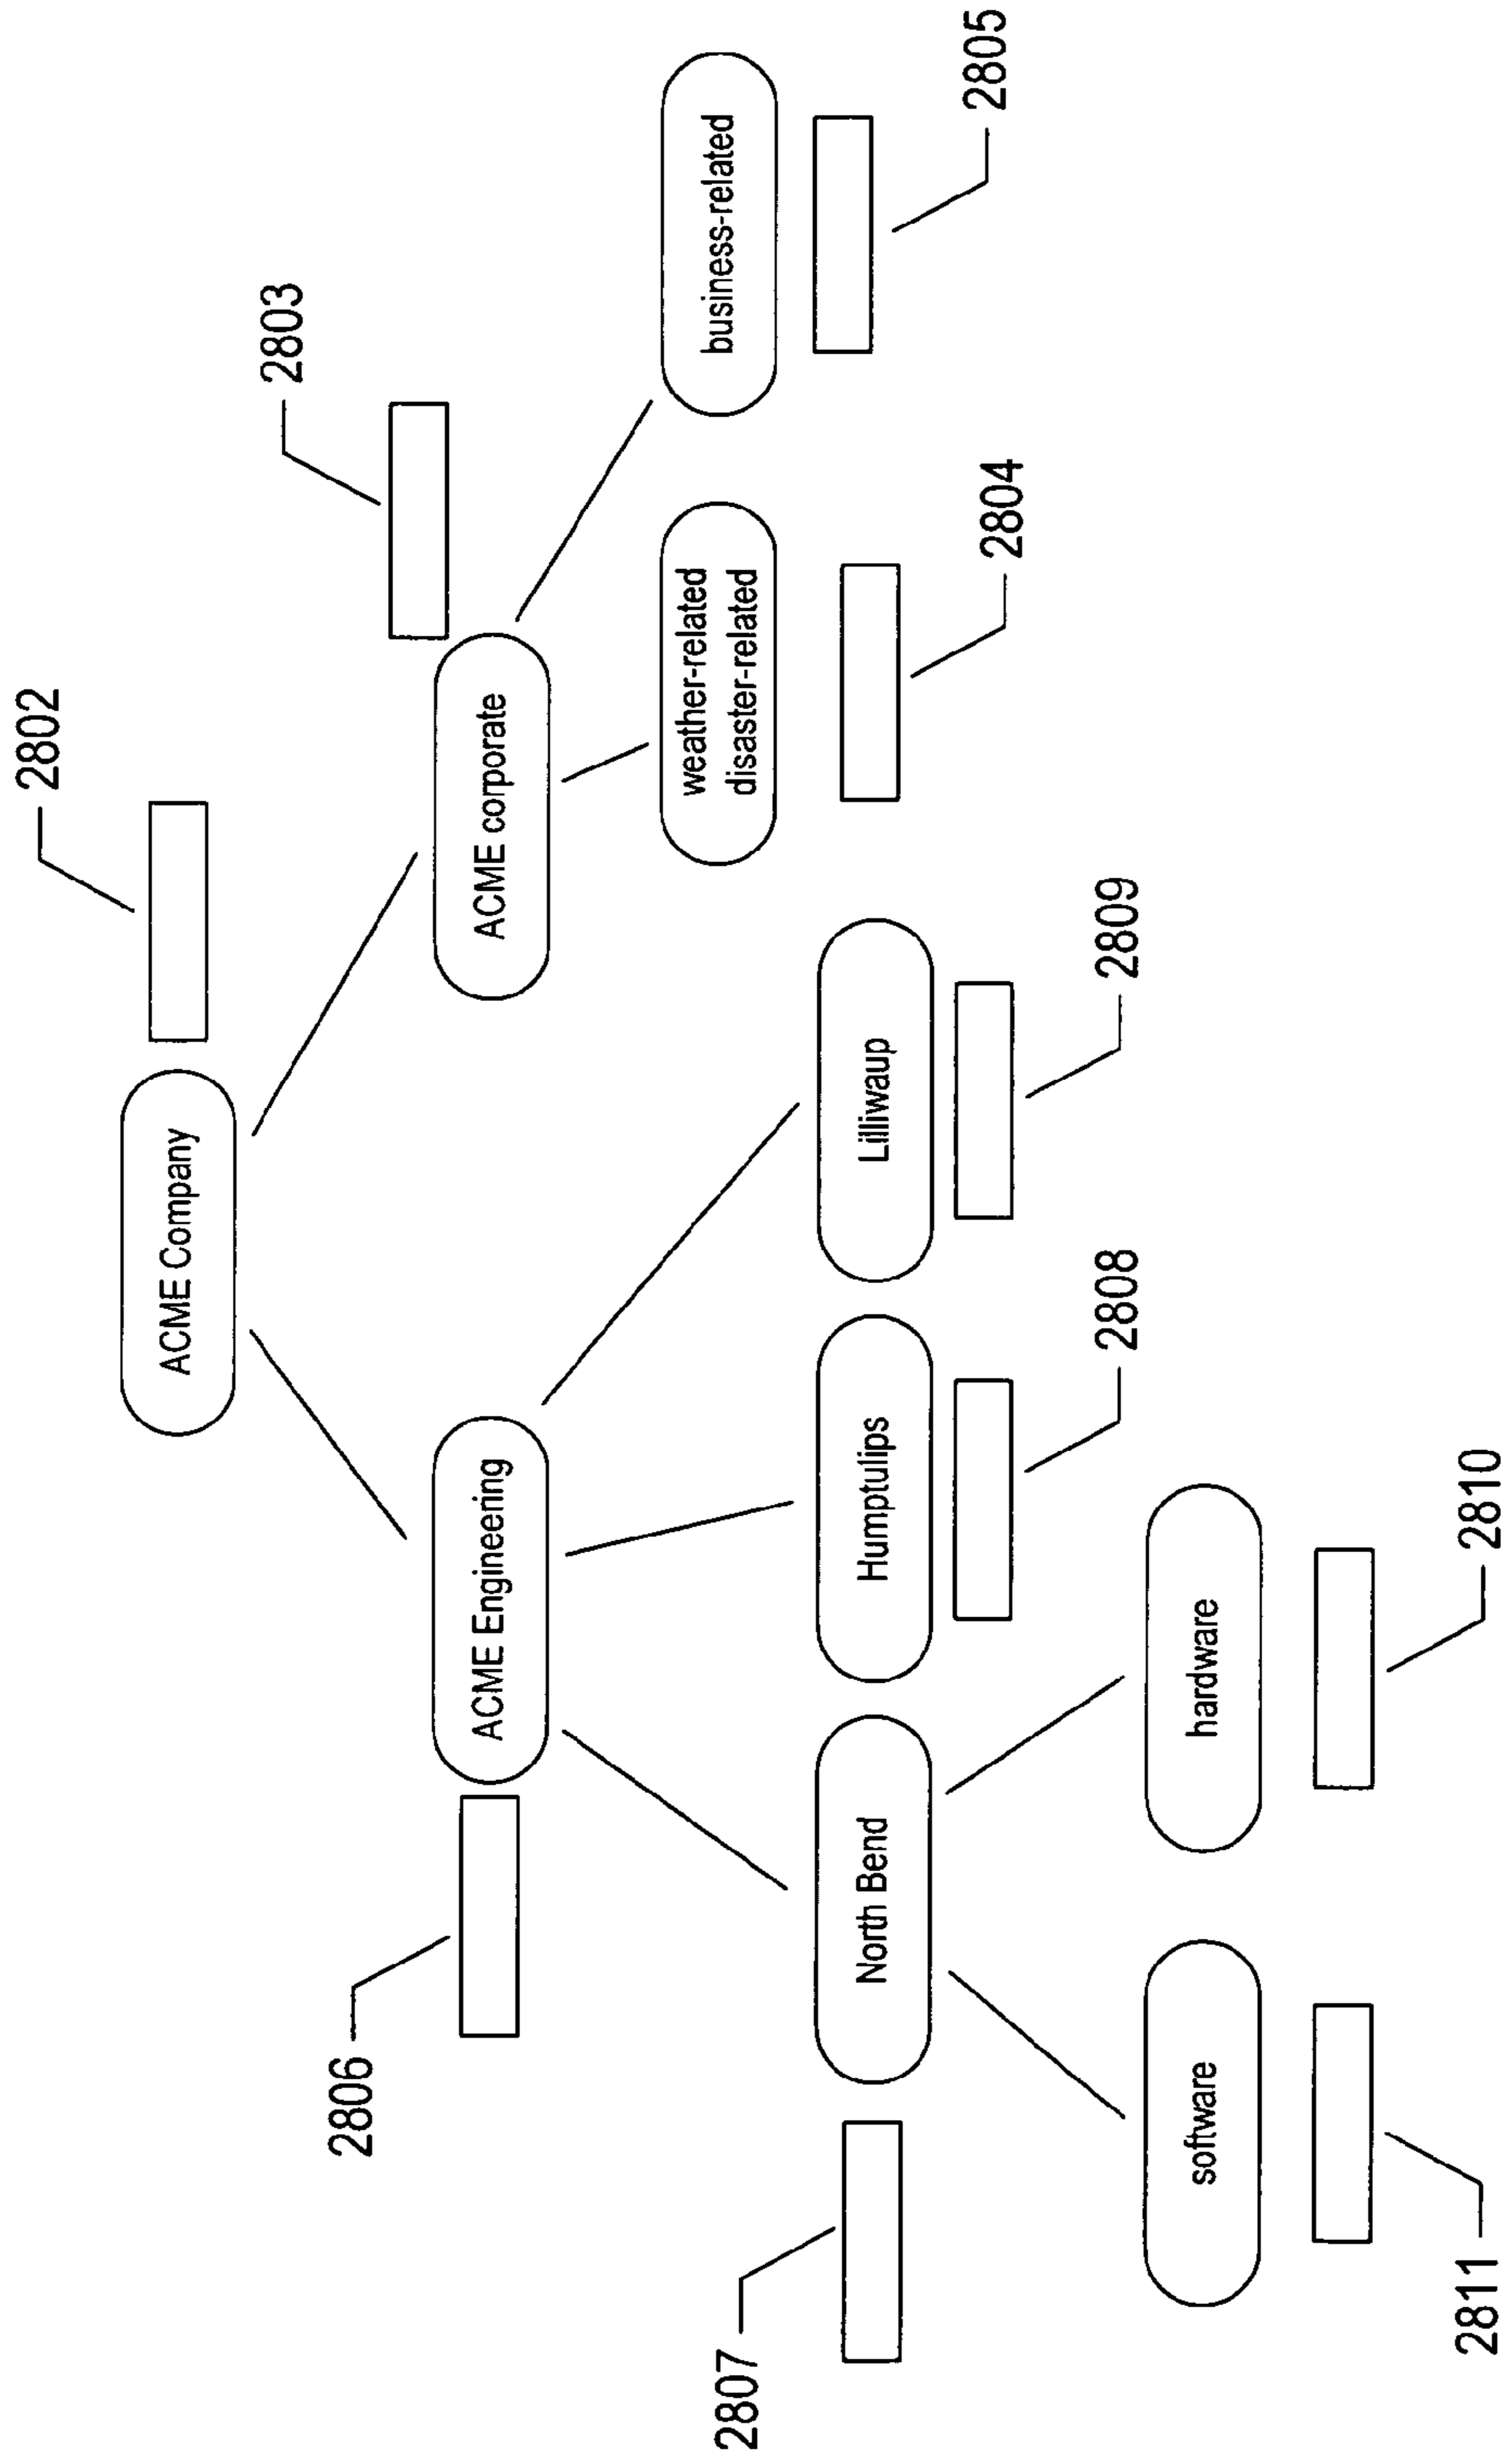 2802
ACME Company
2803
2806
ACME Engineering
ACME corporate
weather-related
disaster-related
business-related
2807
North Bend
Humptulips
Lilliwaup
2804
2805
2808
2809
software
hardware
2811
2810